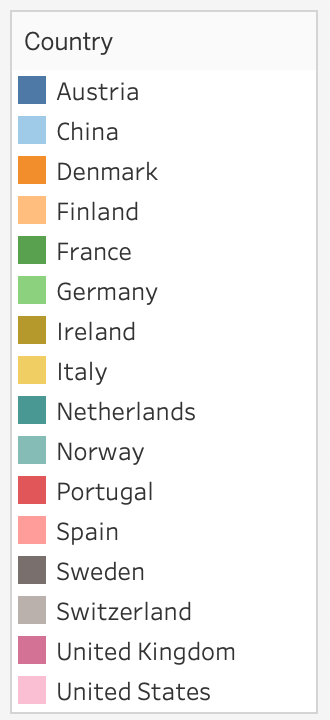 Country
Austria
China
Denmark
Finland
France
Germany
Ireland
Italy
Netherlands
Norway
Portugal
Spain
Sweden
Switzerland
United Kingdom
United States